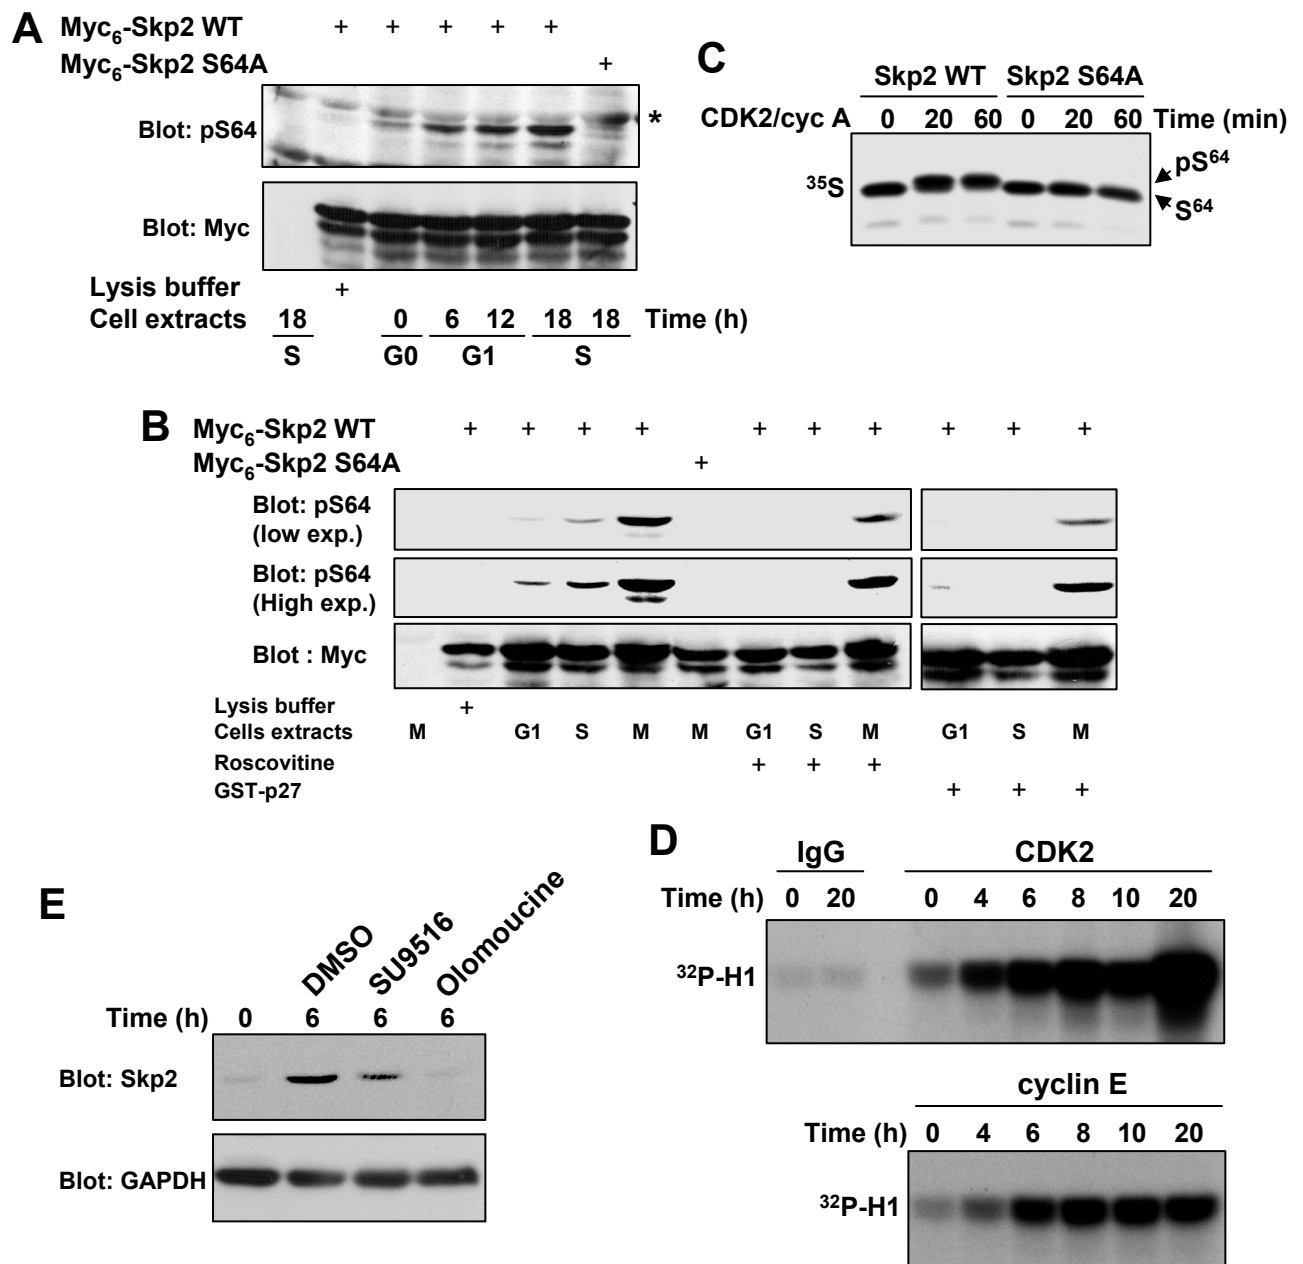 A
Myc6-Skp2 WT + + + + +
Myc6-Skp2 S64A +
Blot: pS64 *
Blot: Myc
Lysis buffer +
Cell extracts 18 0 6 12 18 18 Time (h)
S G0 G1 S
C
Skp2 WT Skp2 S64A
CDK2/cyc A 0 20 60 0 20 60 Time (min)
35S
pS64
S64
B
Myc6-Skp2 WT + + + + + + + + + +
Myc6-Skp2 S64A +
Blot: pS64
(low exp.)
Blot: pS64
(High exp.)
Blot : Myc
Lysis buffer +
Cells extracts M G1 S M M G1 S M G1 S M
Roscovitine + + +
GST-p27 + + +
D
IgG CDK2
Time (h) 0 20 0 4 6 8 10 20
32P-H1
cyclin E
Time (h) 0 4 6 8 10 20
32P-H1
E
DMSO
SU9516
Olomoucine
Time (h) 0 6 6 6
Blot: Skp2
Blot: GAPDH